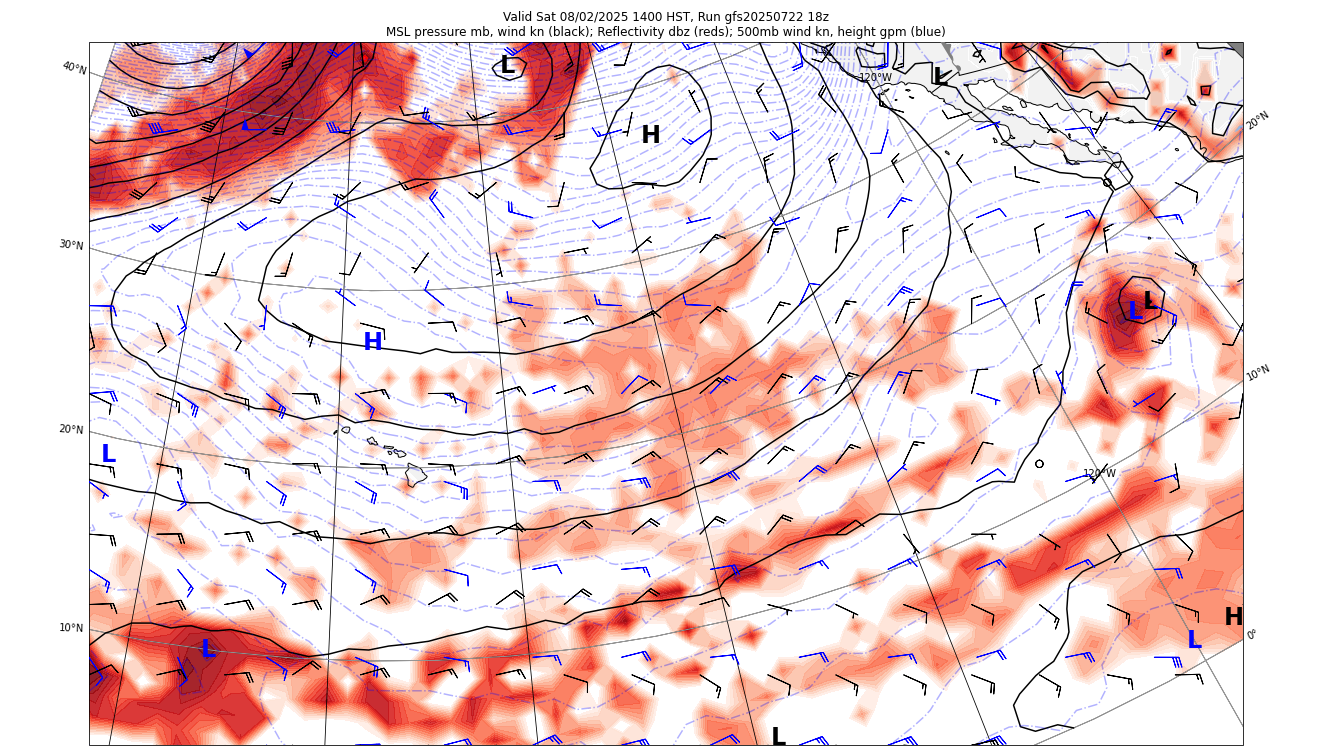 Valid Sat 08/02/2025 1400 HST, Run gfs20250722 18z
MSL pressure mb, wind kn (black); Reflectivity dbz (reds); 500mb wind kn, height gpm (blue)
40°N
L
120°W
L
20°N
H
30°N
L
L
H
10°N
20°N
L
120°W
10°N
H
0°
L
L
L